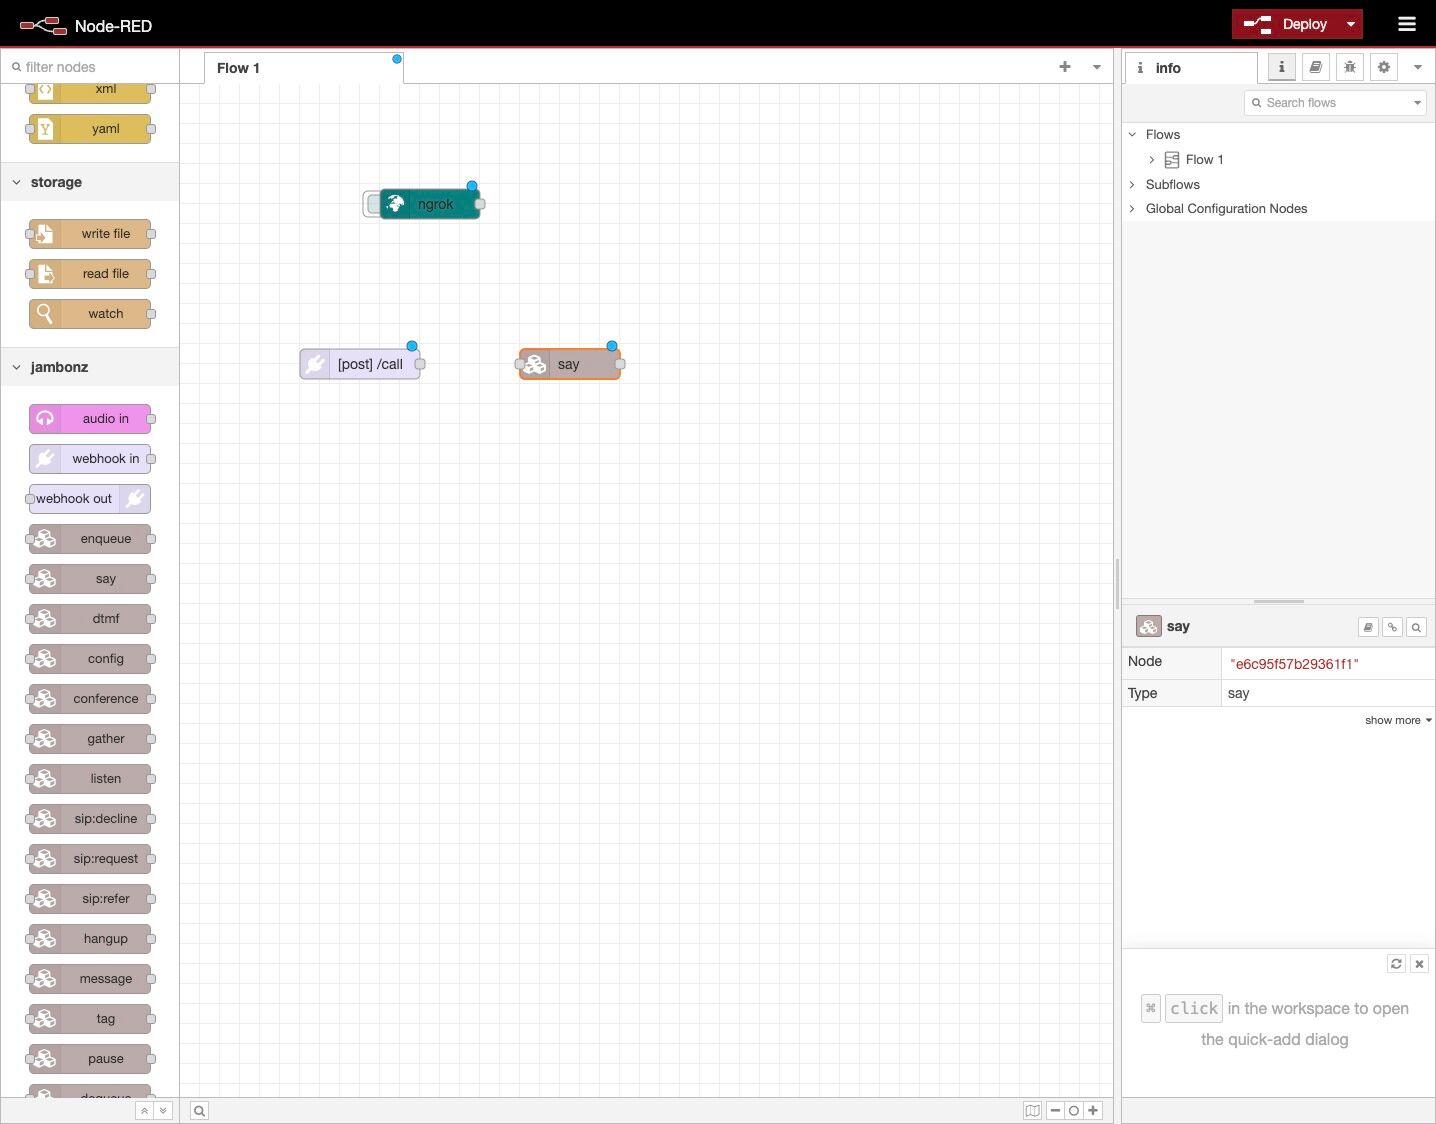 Node-RED
Deploy
filter nodes
Flow 1
info
xml
Search flows
yaml
Flows
Flow 1
storage
Subflows
Global Configuration Nodes
ngrok
write file
read file
watch
[post] /call
say
jambonz
audio in
webhook in
webhook out
enqueue
say
dtmf
say
config
Node
"e6c95f57b29361f1"
Type
say
conference
show more
gather
listen
sip:decline
sip:request
sip:refer
hangup
message
⌘ click in the workspace to open
the quick-add dialog
tag
pause
dequeue